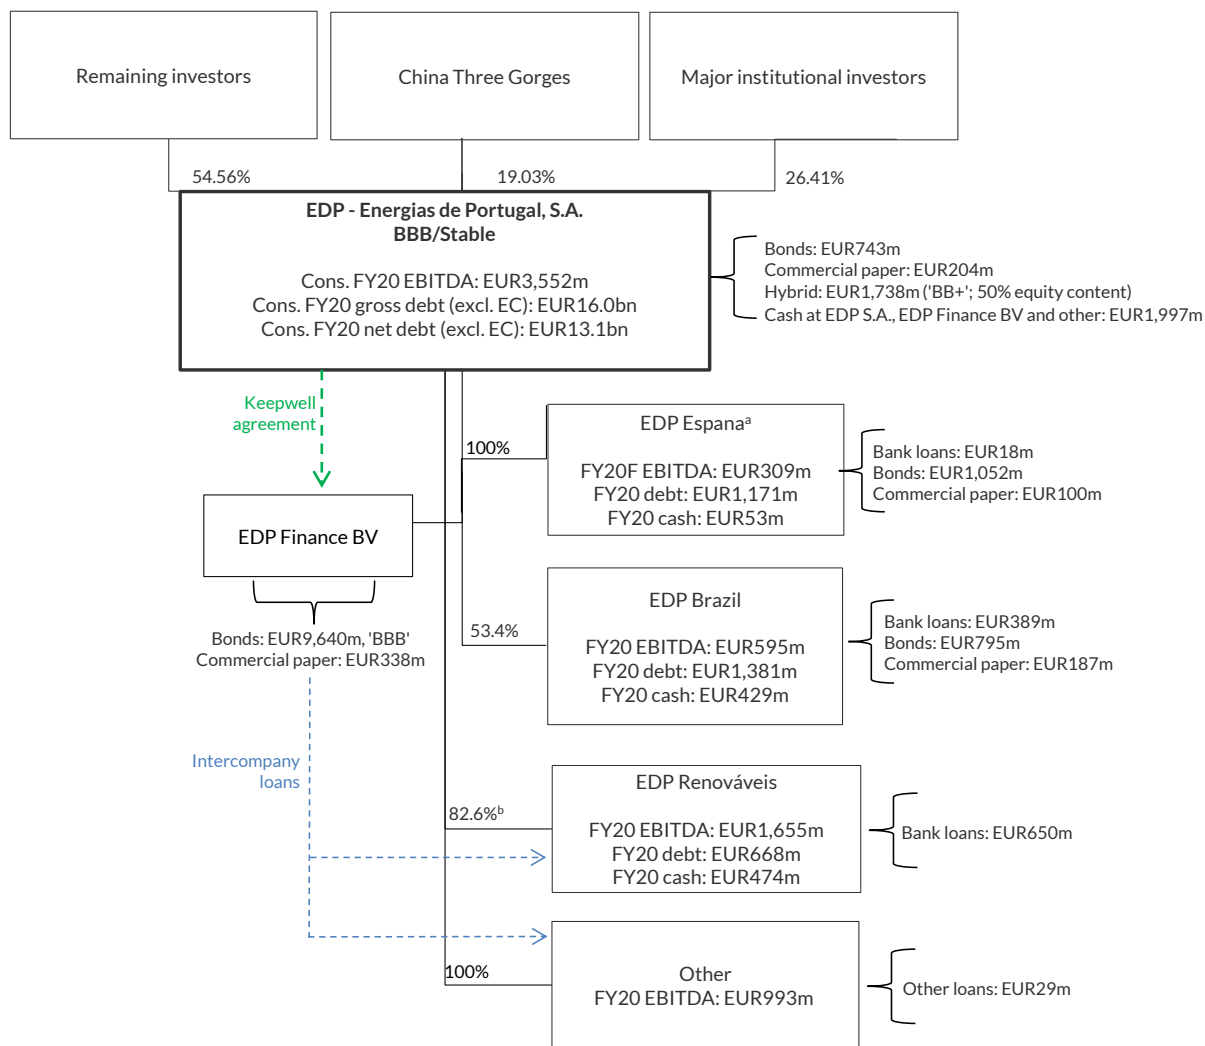 Remaining investors
China Three Gorges
Major institutional investors
54.56%
19.03%
26.41%
EDP - Energias de Portugal, S.A.
BBB/Stable
Cons. FY20 EBITDA: EUR3,552m
Cons. FY20 gross debt (excl. EC): EUR16.0bn
Cons. FY20 net debt (excl. EC): EUR13.1bn
Bonds: EUR743m
Commercial paper: EUR204m
Hybrid: EUR1,738m ('BB+'; 50% equity content)
Cash at EDP S.A., EDP Finance BV and other: EUR1,997m
Keepwell
agreement
100%
EDP Espanaᵃ
FY20F EBITDA: EUR309m
FY20 debt: EUR1,171m
FY20 cash: EUR53m
Bank loans: EUR18m
Bonds: EUR1,052m
Commercial paper: EUR100m
EDP Finance BV
Bonds: EUR9,640m, 'BBB'
Commercial paper: EUR338m
53.4%
EDP Brazil
FY20 EBITDA: EUR595m
FY20 debt: EUR1,381m
FY20 cash: EUR429m
Bank loans: EUR389m
Bonds: EUR795m
Commercial paper: EUR187m
Intercompany
loans
82.6%ᵇ
EDP Renováveis
FY20 EBITDA: EUR1,655m
FY20 debt: EUR668m
FY20 cash: EUR474m
Bank loans: EUR650m
100%
Other
FY20 EBITDA: EUR993m
Other loans: EUR29m